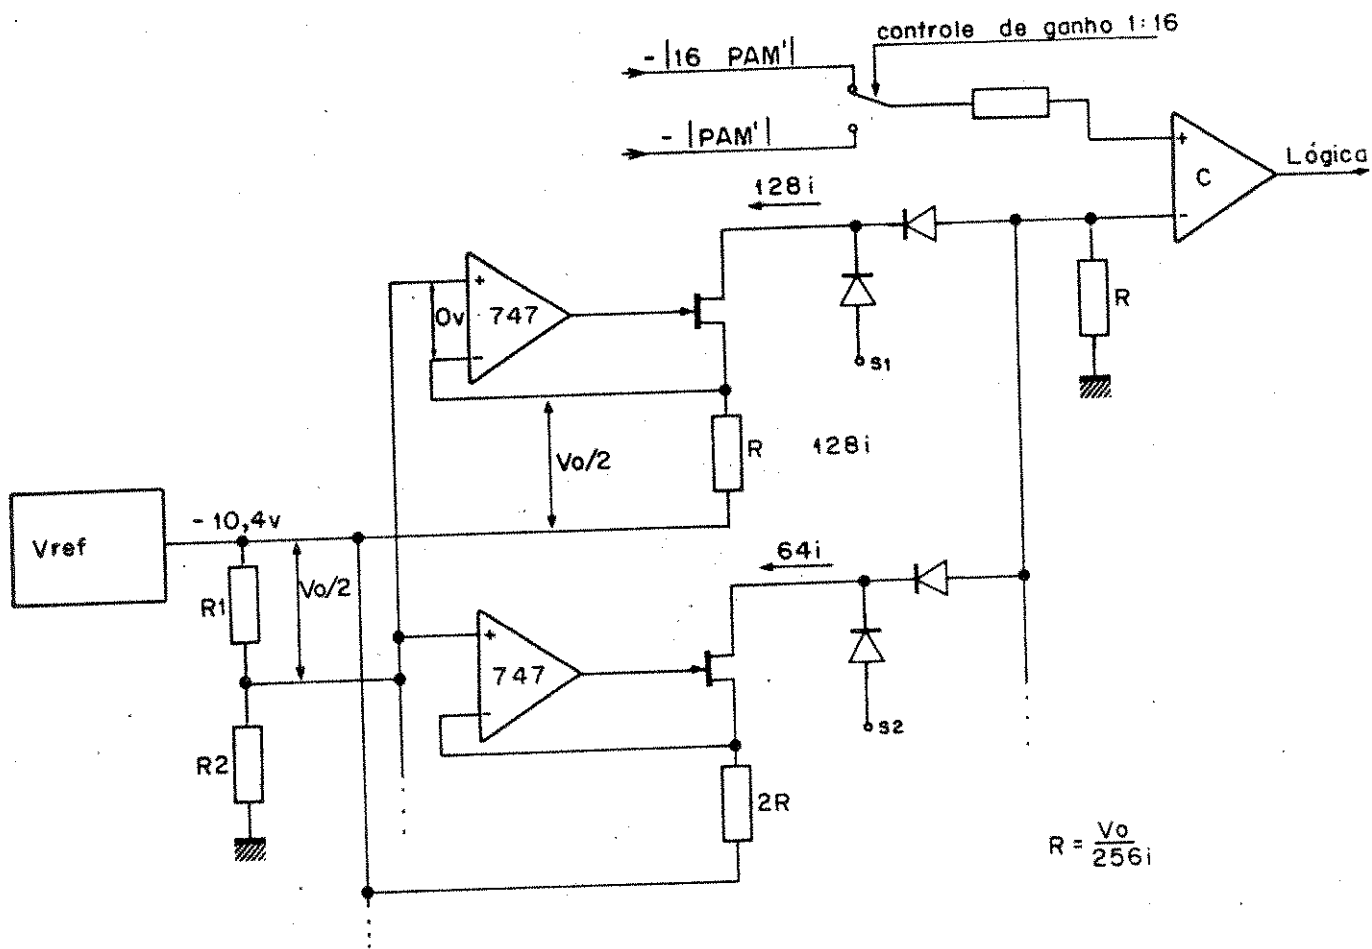 controle de ganho 1:16
- |16 PAM'|
- |PAM'|
+
C
-
Lógica
128i
+
747
0v
-
S1
R
Vo/2
R
128i
- 10,4v
Vref
Vo/2
R1
64i
+
747
-
S2
R2
2R
R = Vo
256i